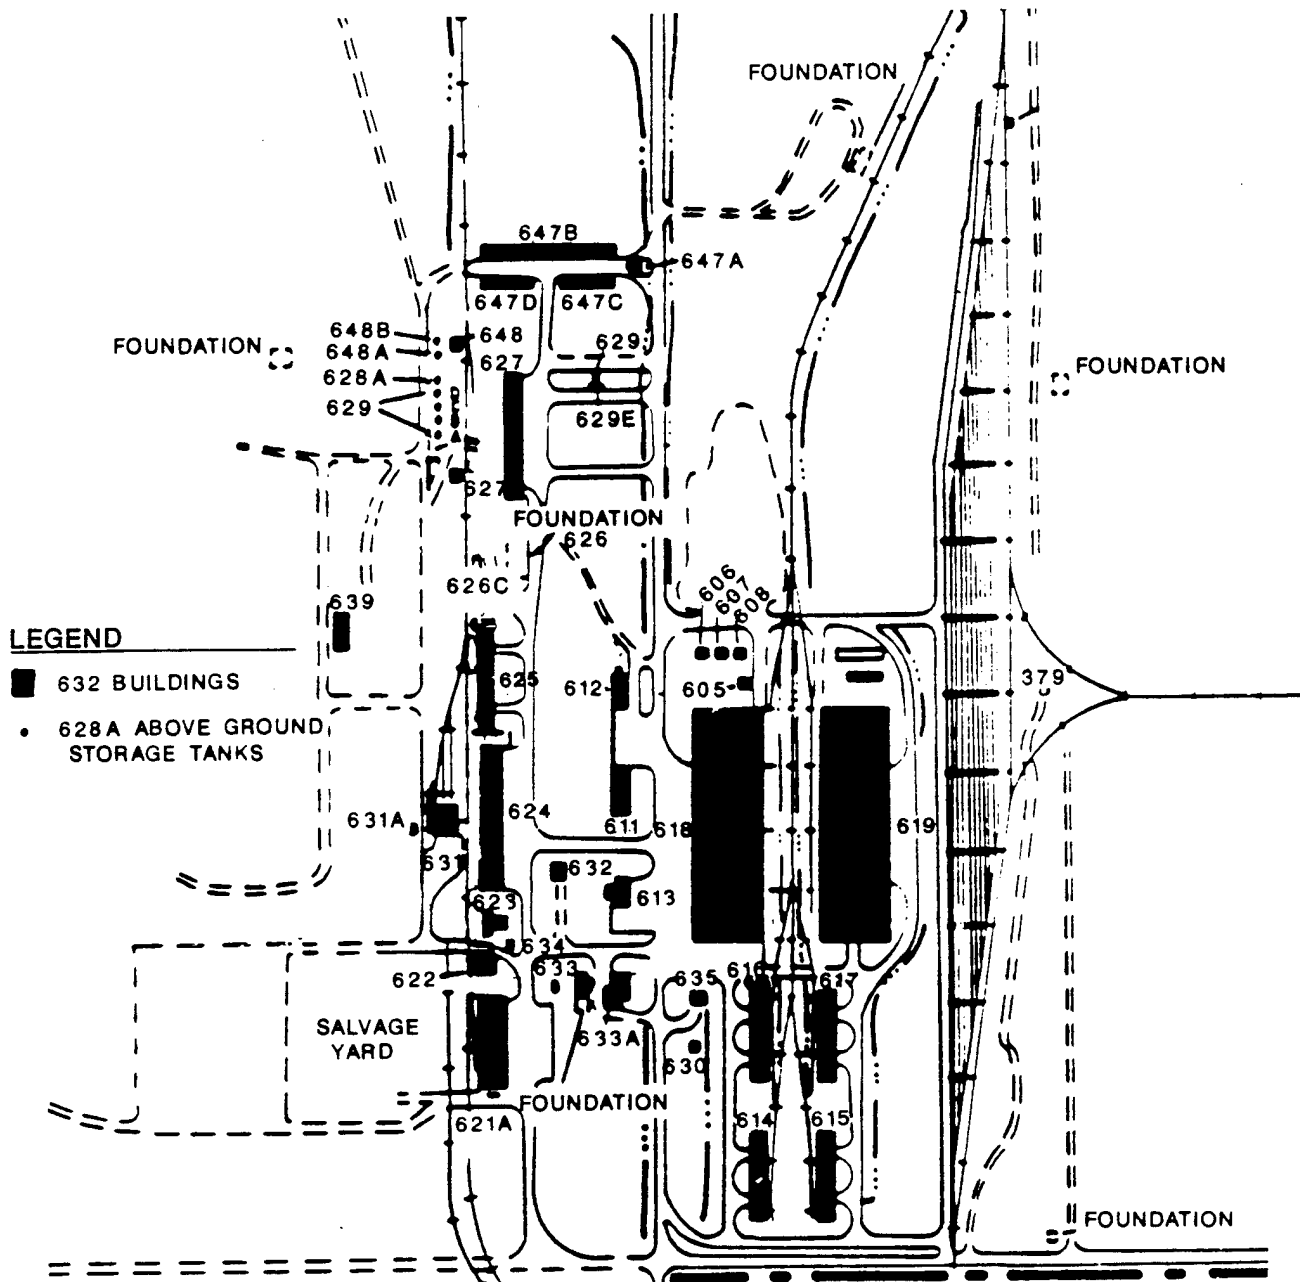 FOUNDATION
647B
647A
647D
647C
648B
648
629
FOUNDATION
648A
627
FOUNDATION
628A
629
629E
627
FOUNDATION
626
626C
606
607
608
639
LEGEND
632 BUILDINGS
625
612
605
379
628A ABOVE GROUND
STORAGE TANKS
624
631A
611
618
619
631
632
623
613
634
622
633
635
616
617
SALVAGE
YARD
633A
630
FOUNDATION
621A
614
615
FOUNDATION